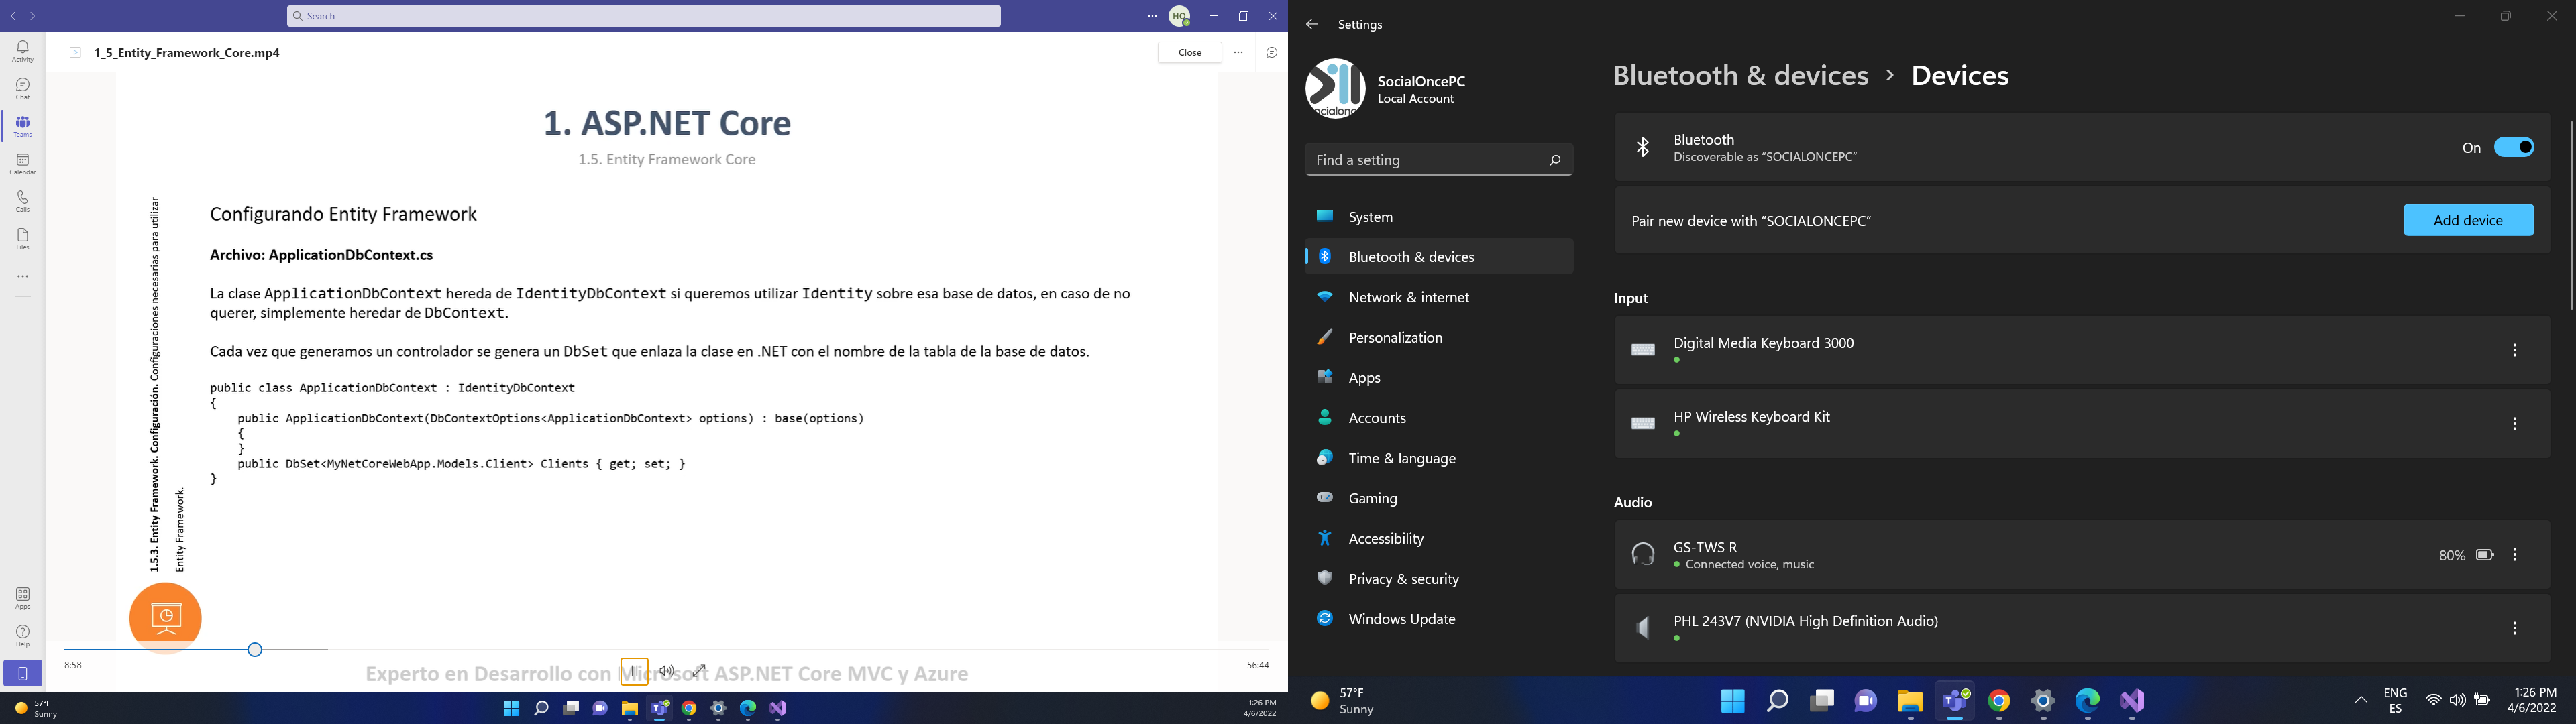 Search
HO
Activity
Chat
Teams
Calendar
Calls
Files
Apps
Help
1_5_Entity_Framework_Core.mp4
Close
1. ASP.NET Core
1.5. Entity Framework Core
1.5.3. Entity Framework. Configuración. Configuraciones necesarias para utilizar
Entity Framework.
Configurando Entity Framework
Archivo: ApplicationDbContext.cs
La clase ApplicationDbContext hereda de IdentityDbContext si queremos utilizar Identity sobre esa base de datos, en caso de no
querer, simplemente heredar de DbContext.
Cada vez que generamos un controlador se genera un DbSet que enlaza la clase en .NET con el nombre de la tabla de la base de datos.
public class ApplicationDbContext : IdentityDbContext
{
public ApplicationDbContext(DbContextOptions<ApplicationDbContext> options) : base(options)
{
}
public DbSet<MyNetCoreWebApp.Models.Client> Clients { get; set; }
}
8:58
56:44
Experto en Desarrollo con Microsoft ASP.NET Core MVC y Azure
57°F
Sunny
1:26 PM
4/6/2022
Settings
SocialOncePC
Local Account
Find a setting
System
Bluetooth & devices
Network & internet
Personalization
Apps
Accounts
Time & language
Gaming
Accessibility
Privacy & security
Windows Update
Bluetooth & devices › Devices
Bluetooth
Discoverable as "SOCIALONCEPC"
On
Pair new device with "SOCIALONCEPC"
Add device
Input
Digital Media Keyboard 3000
HP Wireless Keyboard Kit
Audio
GS-TWS R
Connected voice, music
80%
PHL 243V7 (NVIDIA High Definition Audio)
57°F
Sunny
ENG
ES
1:26 PM
4/6/2022